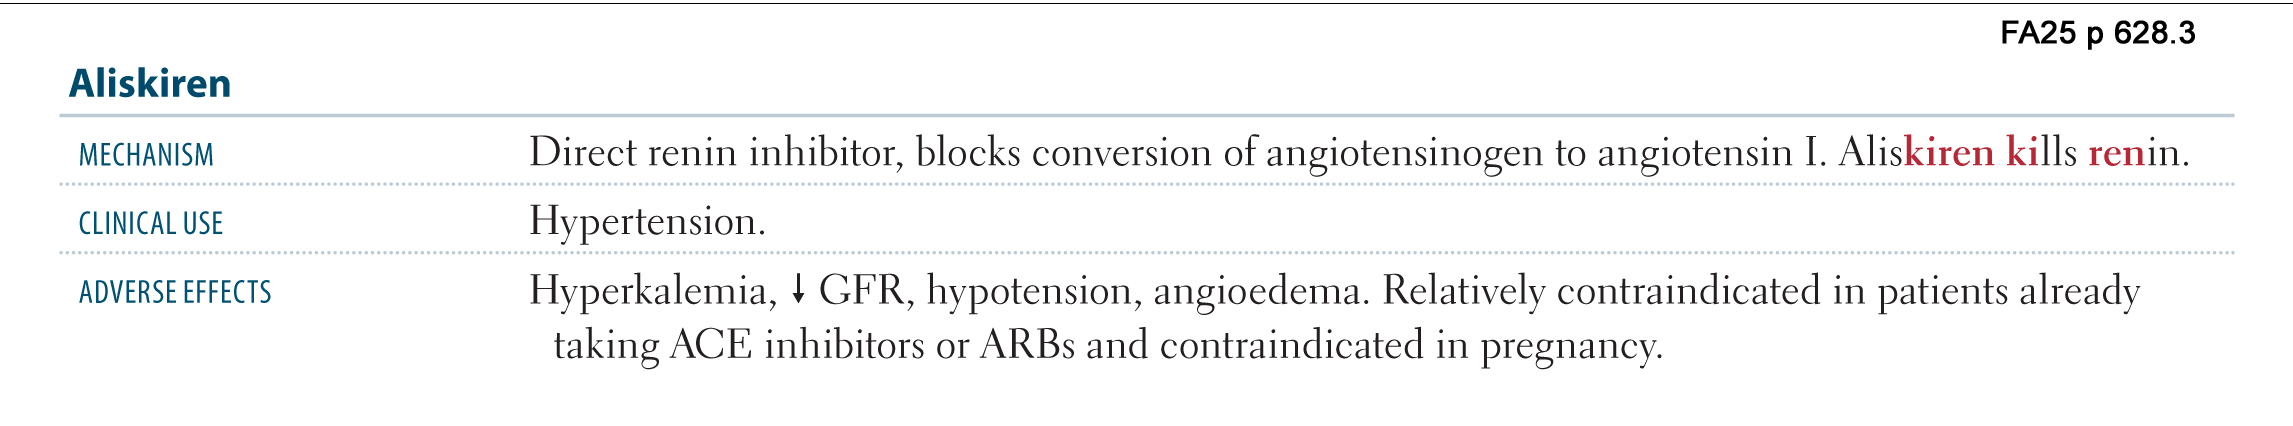 FA25 p 628.3
Aliskiren
MECHANISM Direct renin inhibitor, blocks conversion of angiotensinogen to angiotensin I. Aliskiren kills renin.
CLINICAL USE Hypertension.
ADVERSE EFFECTS Hyperkalemia, ↓ GFR, hypotension, angioedema. Relatively contraindicated in patients already
taking ACE inhibitors or ARBs and contraindicated in pregnancy.